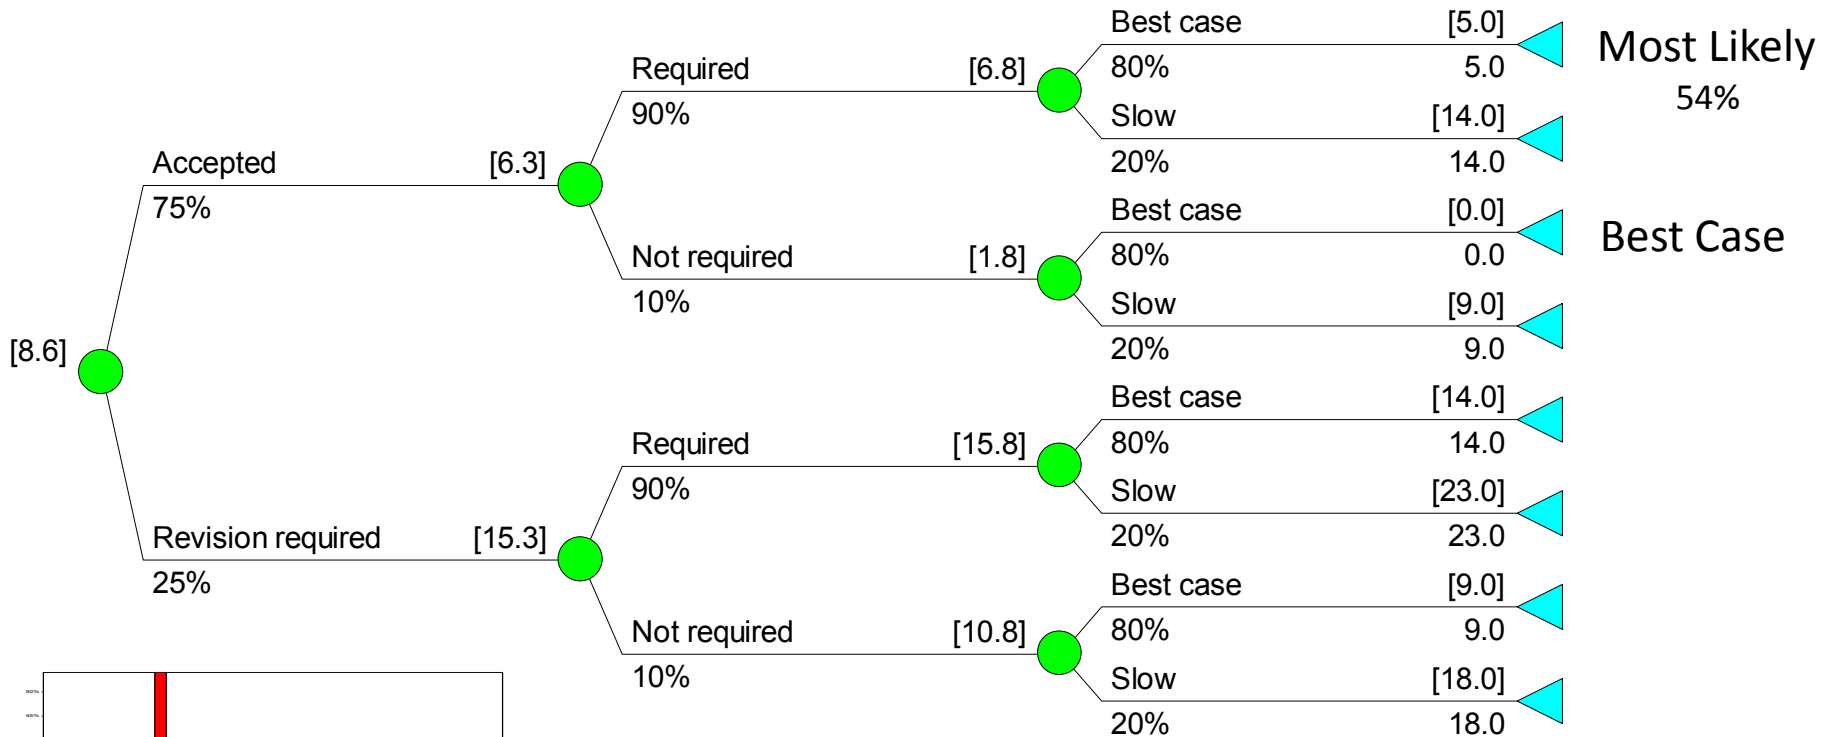 Best case [5.0]
80% 5.0
Most Likely
54%
Required [6.8]
90%
Slow [14.0]
20% 14.0
Accepted [6.3]
75%
Best case [0.0]
80% 0.0
Best Case
Not required [1.8]
10%
Slow [9.0]
20% 9.0
[8.6]
Best case [14.0]
80% 14.0
Required [15.8]
90%
Slow [23.0]
20% 23.0
Revision required [15.3]
25%
Best case [9.0]
80% 9.0
Not required [10.8]
10%
Slow [18.0]
20% 18.0
50%
45%